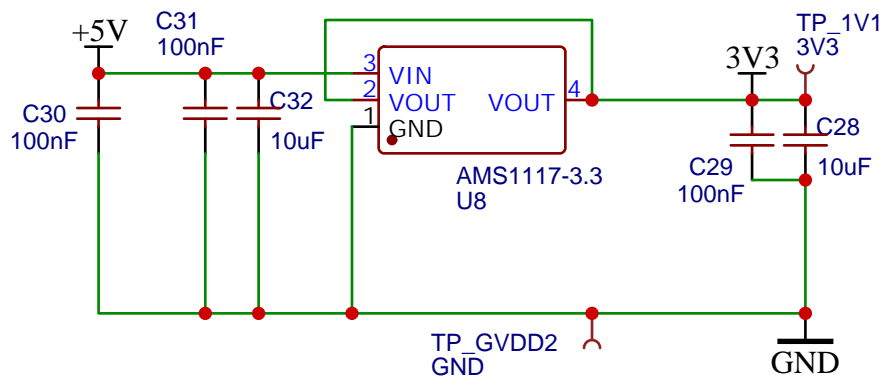 +5V
C31
100nF
C30
100nF
C32
10uF
3
VIN
2
VOUT
1
GND
VOUT
4
AMS1117-3.3
U8
3V3
TP_1V1
3V3
C29
100nF
C28
10uF
TP_GVDD2
GND
GND